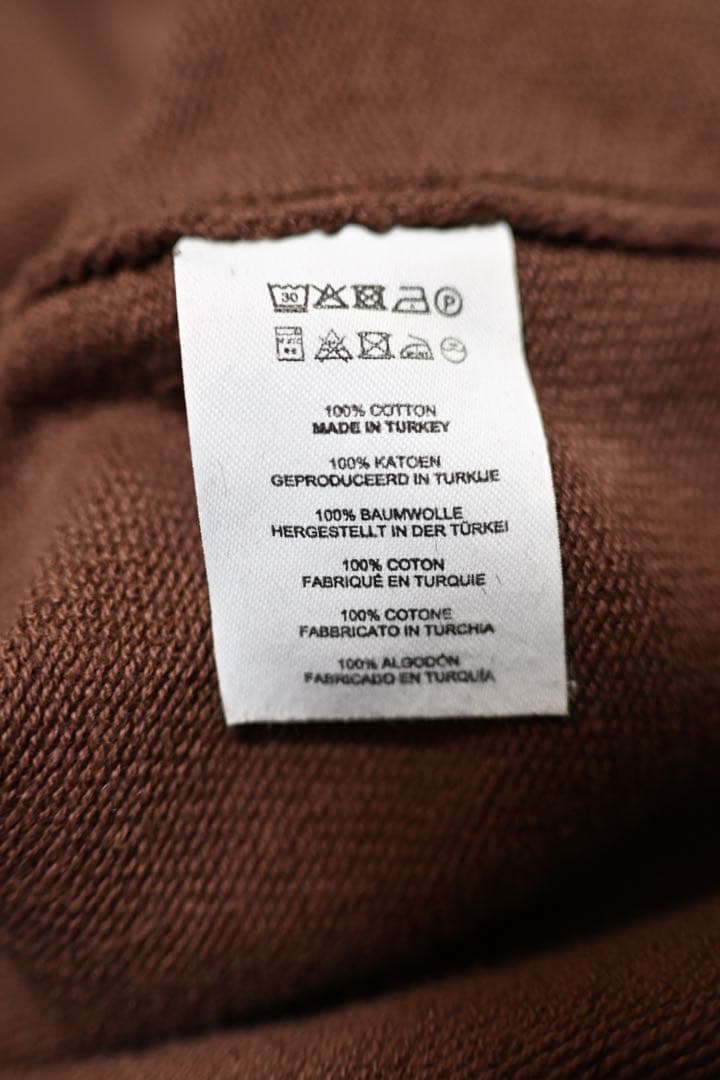 30
P
100% COTTON
MADE IN TURKEY
100% KATOEN
GEPRODUCEERD IN TURKIJE
100% BAUMWOLLE
HERGESTELLT IN DER TÜRKEI
100% COTON
FABRIQUÉ EN TURQUIE
100% COTONE
FABBRICATO IN TURCHIA
100% ALGODÓN
FABRICADO EN TURQUÍA